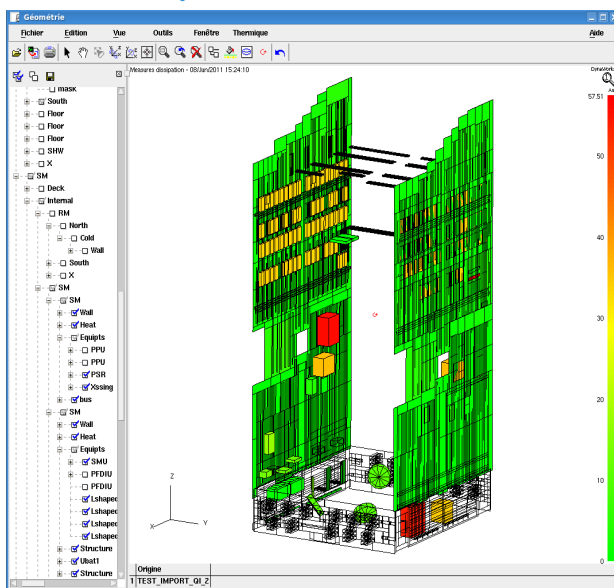 Géométrie
Fichier Edition Vue Outils Fenêtre Thermique Aide
Measures dissipation - 08/Jan/2011 15:24:10
57.51
50
40
30
20
10
0
mask
South
Floor
Floor
Floor
SHW
X
SM
Deck
Internal
RM
North
Cold
Wall
South
X
SM
SM
Wall
Heat
Equipts
PPU
PPU
PSR
Xssing
bus
SM
Wall
Heat
Equipts
SMU
PFDIU
PFDIU
Lshaped
Lshaped
Lshaped
Lshaped
Structure
Ubat1
Structure
Z
X
Y
Origine
1 TEST_IMPORT_QI_Z